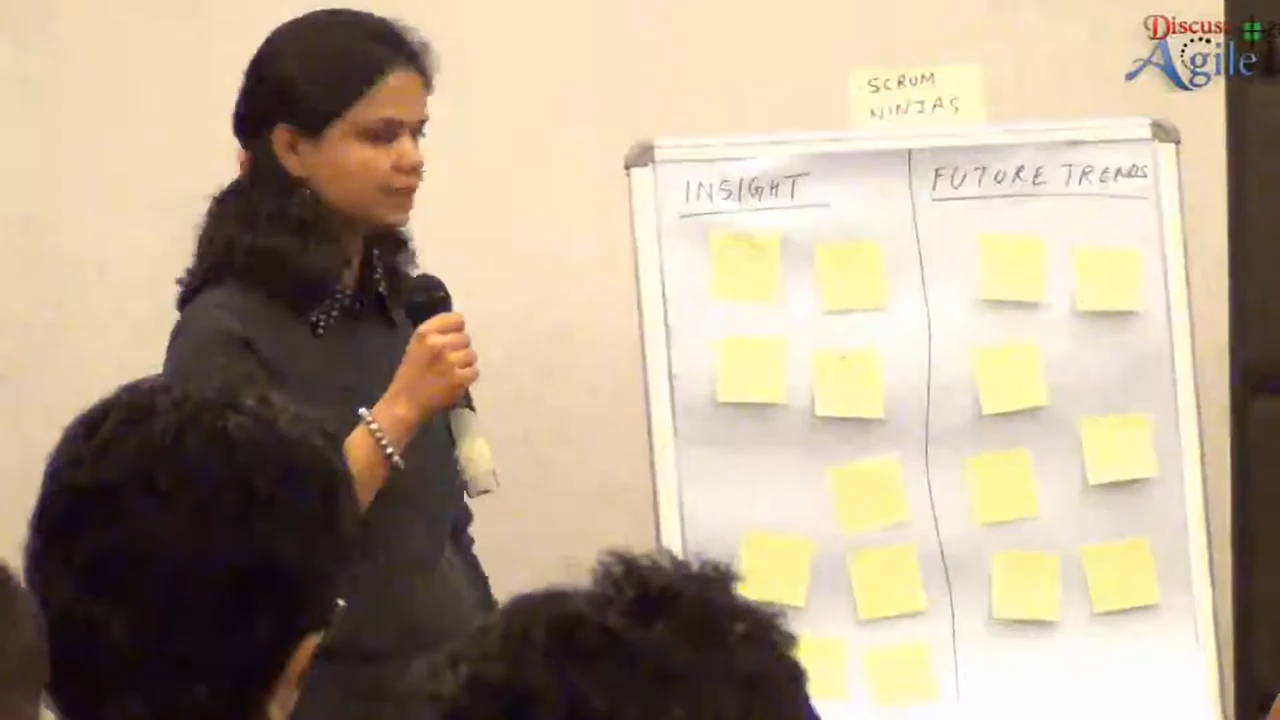 Discuss
Agile
SCRUM
NINJAS
INSIGHT
FUTURE TRENDS